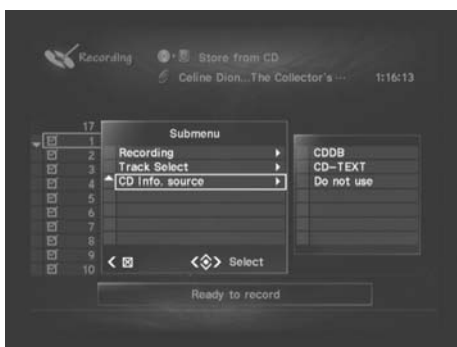 Recording
Store from CD
Celine Dion...The Collector's ... 1:16:13
17
1
2
3
4
5
6
7
8
9
10
Submenu
Recording
Track Select
CD Info. source
Select
CDDB
CD-TEXT
Do not use
Ready to record